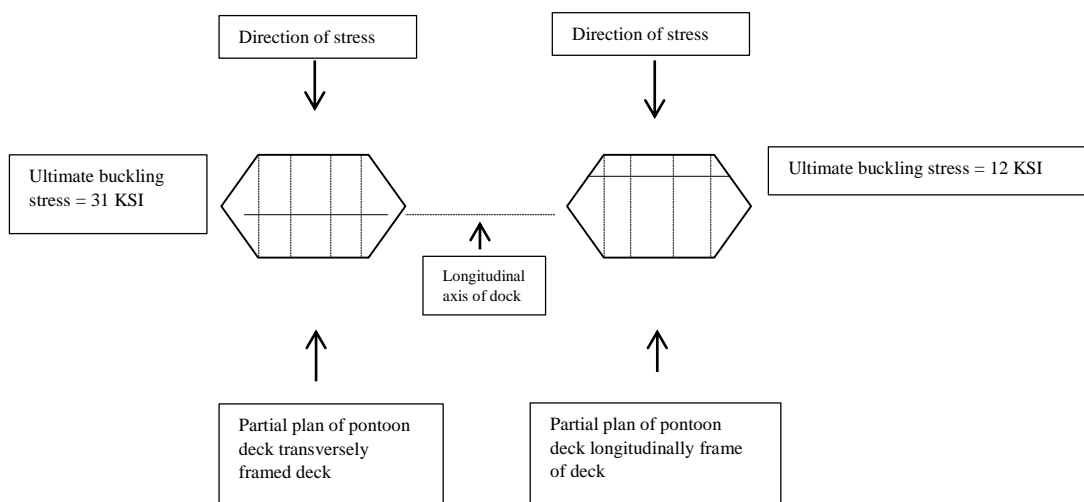 Direction of stress
Direction of stress
Ultimate buckling
stress = 31 KSI
Ultimate buckling stress = 12 KSI
Longitudinal
axis of dock
Partial plan of pontoon
deck transversely
framed deck
Partial plan of pontoon
deck longitudinally frame
of deck